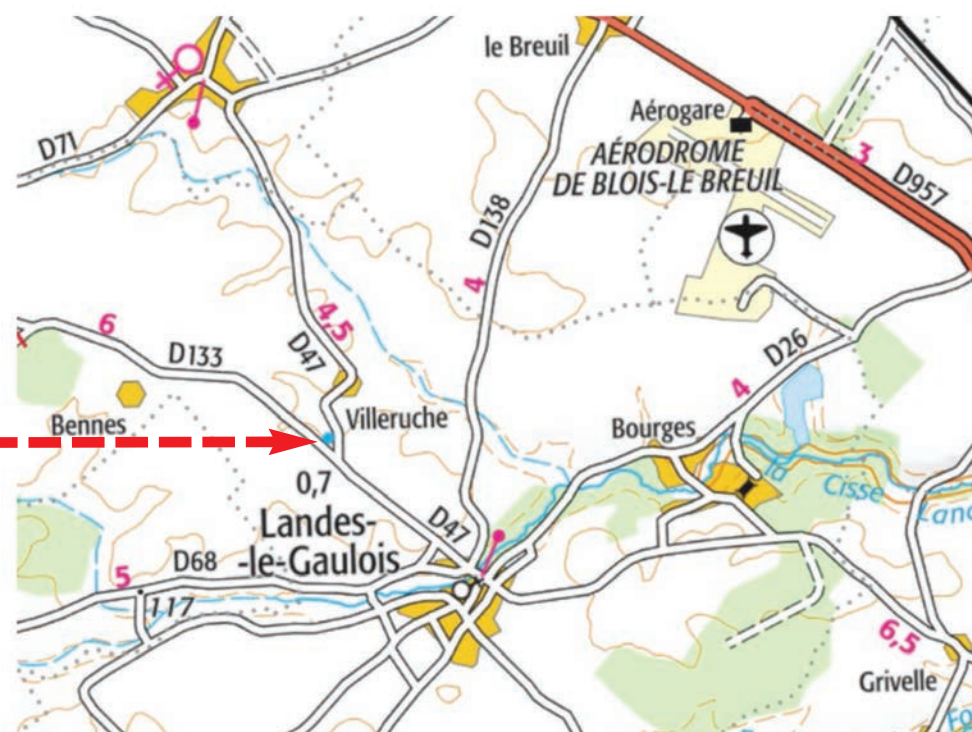 le Breuil
Aérogare
D71
AÉRODROME
DE BLOIS-LE BREUIL
3
D957
D138
4
4,5
6
D133
D47
D26
4
Villeruche
Bennes
Bourges
0,7
la
Cisse
Landes-
-le-Gaulois
D47
D68
5
117
6,5
Grivelle